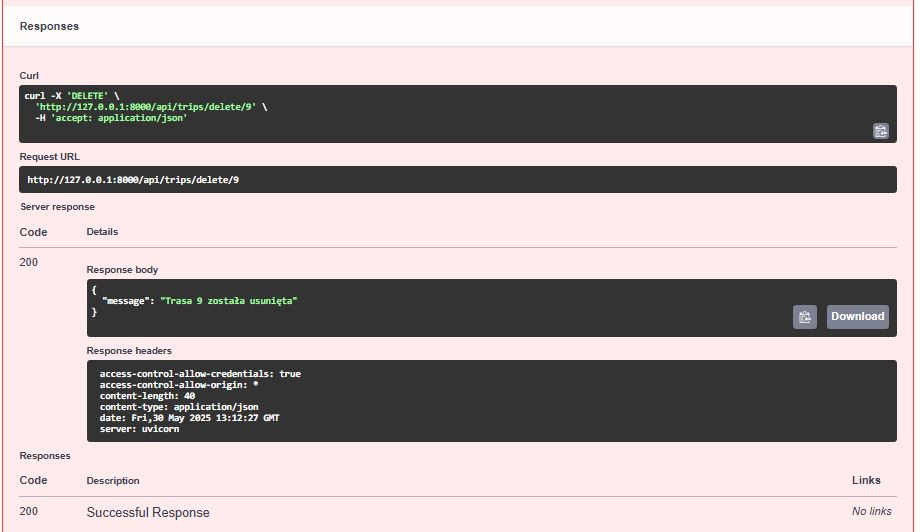 Responses
Curl
curl -X 'DELETE' \
  'http://127.0.0.1:8000/api/trips/delete/9' \
  -H 'accept: application/json'
Request URL
http://127.0.0.1:8000/api/trips/delete/9
Server response
Code Details
200
Response body
{
  "message": "Trasa 9 została usunięta"
}
Download
Response headers
access-control-allow-credentials: true
access-control-allow-origin: *
content-length: 40
content-type: application/json
date: Fri,30 May 2025 13:12:27 GMT
server: uvicorn
Responses
Code Description Links
200 Successful Response No links